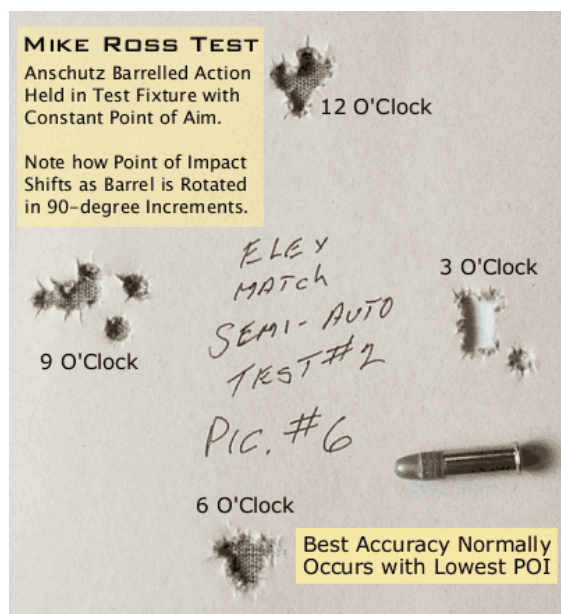 MIKE ROSS TEST
Anschutz Barrelled Action
Held in Test Fixture with
Constant Point of Aim.
Note how Point of Impact
Shifts as Barrel is Rotated
in 90-degree Increments.
12 O'Clock
3 O'Clock
9 O'Clock
ELEY
MATCH
SEMI-AUTO
TEST #2
PIC. #6
6 O'Clock
Best Accuracy Normally
Occurs with Lowest POI